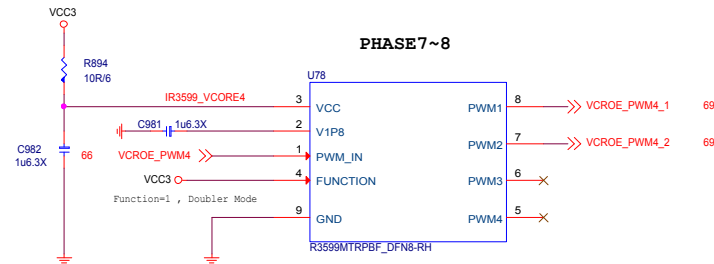 VCC3
PHASE7~8
R894
10R/6
U78
IR3599_VCORE4
3
VCC
PWM1
8
VCROE_PWM4_1
69
C981
1u6.3X
2
V1P8
C982
1u6.3X
66
VCROE_PWM4
1
PWM_IN
PWM2
7
VCROE_PWM4_2
69
VCC3
4
FUNCTION
PWM3
6
Function=1 , Doubler Mode
9
GND
PWM4
5
R3599MTRPBF_DFN8-RH